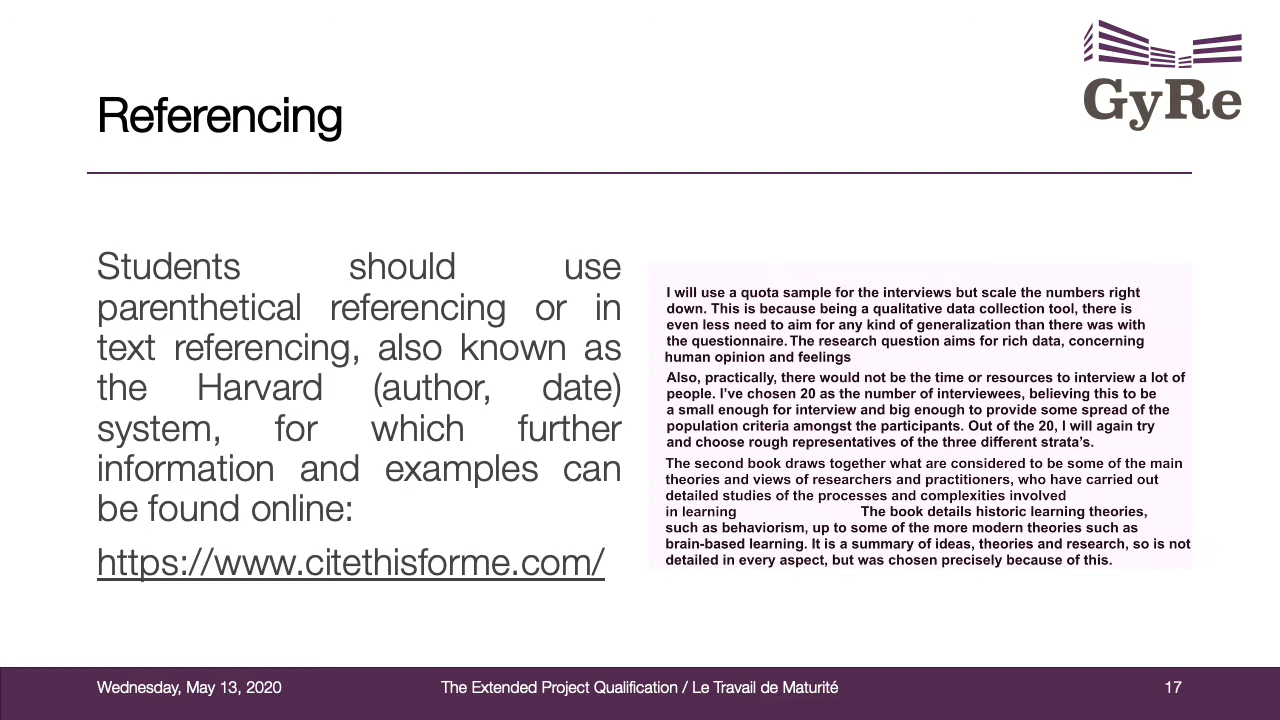 GyRe
Referencing
Students should use
parenthetical referencing or in
text referencing, also known as
the Harvard (author, date)
system, for which further
information and examples can
be found online:
https://www.citethisforme.com/
I will use a quota sample for the interviews but scale the numbers right
down. This is because being a qualitative data collection tool, there is
even less need to aim for any kind of generalization than there was with
the questionnaire. The research question aims for rich data, concerning
human opinion and feelings
Also, practically, there would not be the time or resources to interview a lot of
people. I’ve chosen 20 as the number of interviewees, believing this to be
a small enough for interview and big enough to provide some spread of the
population criteria amongst the participants. Out of the 20, I will again try
and choose rough representatives of the three different strata’s.
The second book draws together what are considered to be some of the main
theories and views of researchers and practitioners, who have carried out
detailed studies of the processes and complexities involved
in learning The book details historic learning theories,
such as behaviorism, up to some of the more modern theories such as
brain-based learning. It is a summary of ideas, theories and research, so is not
detailed in every aspect, but was chosen precisely because of this.
Wednesday, May 13, 2020 The Extended Project Qualification / Le Travail de Maturité 17